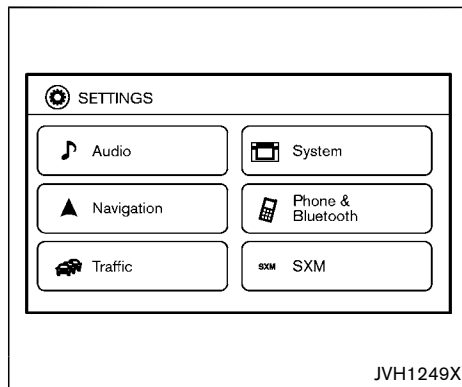 SETTINGS
Audio
System
Navigation
Phone &
Bluetooth
Traffic
SXM SXM
JVH1249X